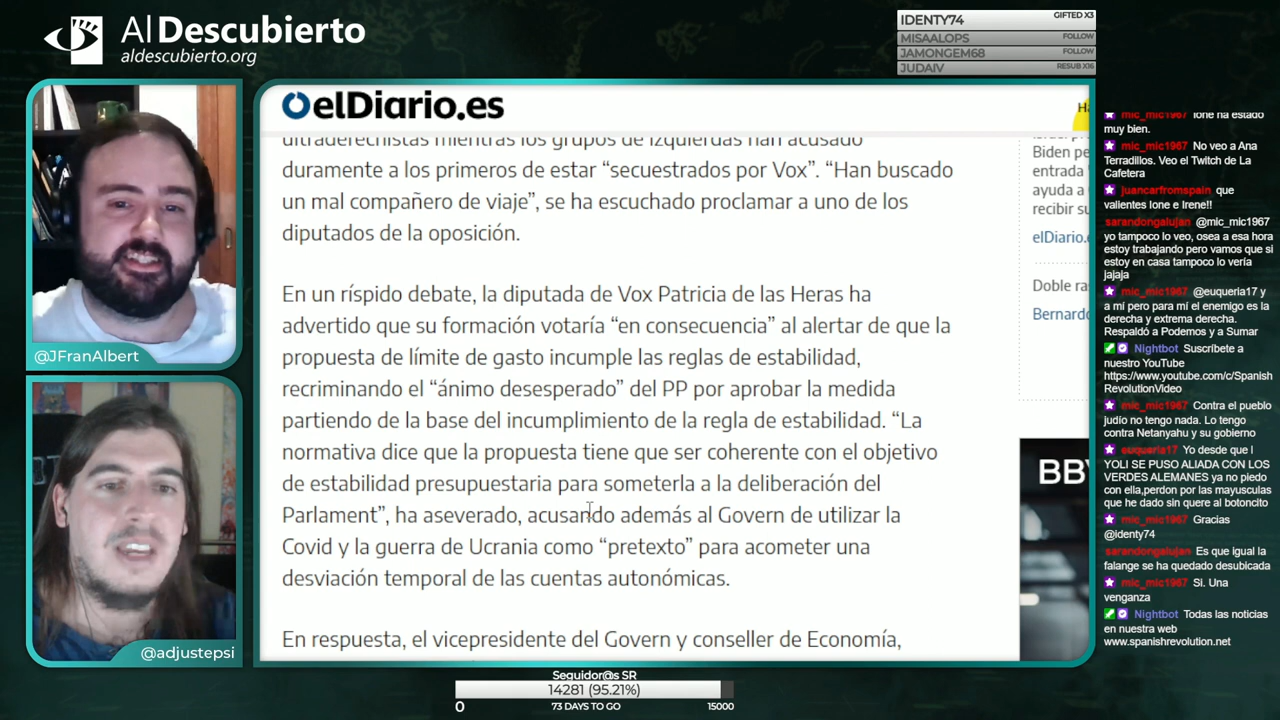 Al Descubierto
aldescubierto.org
IDENTY74 GIFTED X3
MISAALOPS FOLLOW
JAMONGEM68 FOLLOW
JUDAIV RESUB X16
elDiario.es
ultraderechistas mientras los grupos de izquierdas han acusado
duramente a los primeros de estar “secuestrados por Vox”. “Han buscado
un mal compañero de viaje”, se ha escuchado proclamar a uno de los
diputados de la oposición.
En un ríspido debate, la diputada de Vox Patricia de las Heras ha
advertido que su formación votaría “en consecuencia” al alertar de que la
propuesta de límite de gasto incumple las reglas de estabilidad,
recriminando el “ánimo desesperado” del PP por aprobar la medida
partiendo de la base del incumplimiento de la regla de estabilidad. “La
normativa dice que la propuesta tiene que ser coherente con el objetivo
de estabilidad presupuestaria para someterla a la deliberación del
Parlament”, ha aseverado, acusando además al Govern de utilizar la
Covid y la guerra de Ucrania como “pretexto” para acometer una
desviación temporal de las cuentas autonómicas.
En respuesta, el vicepresidente del Govern y conseller de Economía,
Biden pe
entrada
ayuda a
recibir su
elDiario.e
Doble ra
Bernardo
BB
@JFranAlbert
@adjustepsi
mic_mic1967 Ione ha estado
muy bien.
mic_mic1967 No veo a Ana
Terradillos. Veo el Twitch de La
Cafetera
juancarfromspain que
valientes Ione e Irene!!
sarandongalujan @mic_mic1967
yo tampoco lo veo, osea a esa hora
estoy trabajando pero vamos que si
estoy en casa tampoco lo vería
jajaja
mic_mic1967 @euqueria17 y
a mí pero para mí el enemigo es la
derecha y extrema derecha.
Respaldó a Podemos y a Sumar
Nightbot Suscríbete a
nuestro YouTube
https://www.youtube.com/c/Spanish
RevolutionVideo
mic_mic1967 Contra el pueblo
judío no tengo nada. Lo tengo
contra Netanyahu y su gobierno
euqueria17 Yo desde que l
YOLI SE PUSO ALIADA CON LOS
VERDES ALEMANES ya no piedo
con ella,perdon por las mayusculas
que he dado sin quere al botoncito
mic_mic1967 Gracias
@identy74
sarandongalujan Es que igual la
falange se ha quedado desubicada
mic_mic1967 Si. Una
venganza
Nightbot Todas las noticias
en nuestra web
www.spanishrevolution.net
Seguidor@s SR
14281 (95.21%)
0 73 DAYS TO GO 15000